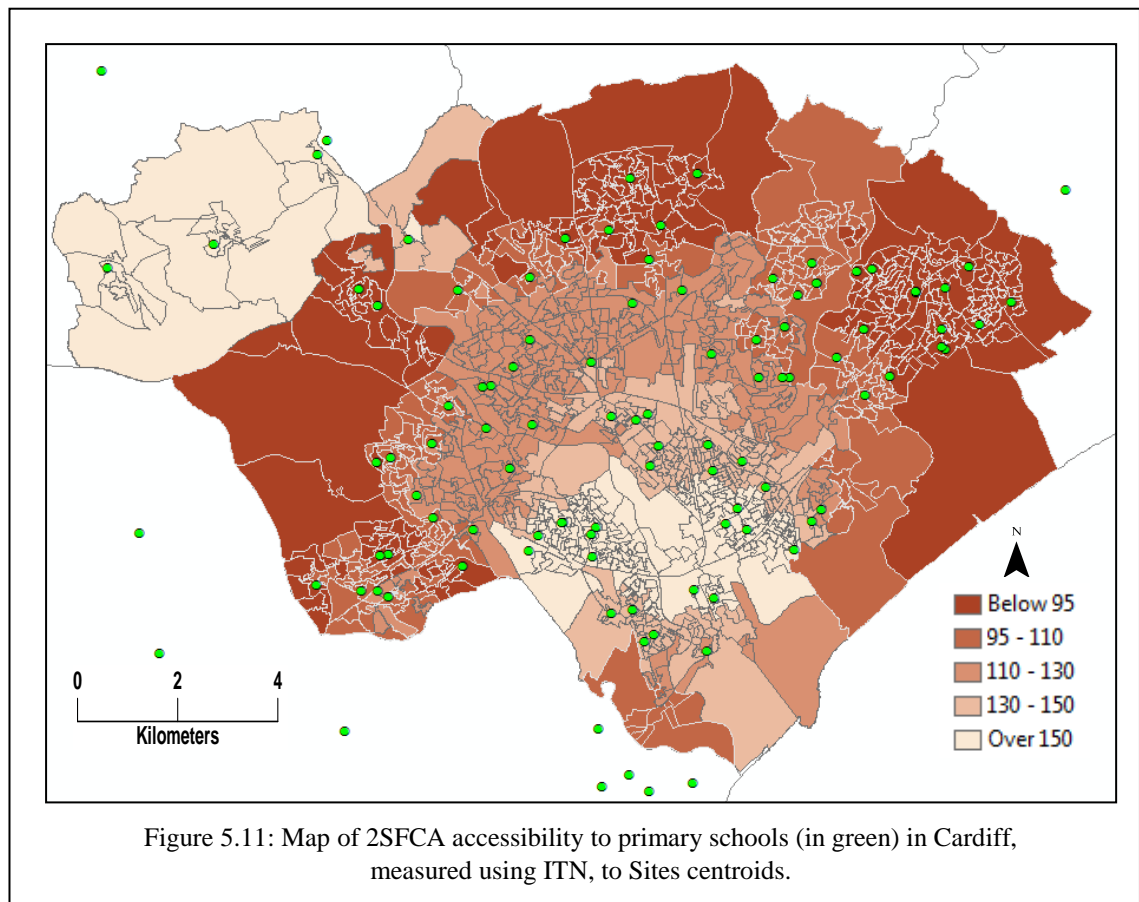 N
Below 95
95 - 110
110 - 130
130 - 150
Over 150
0 2 4
Kilometers
Figure 5.11: Map of 2SFCA accessibility to primary schools (in green) in Cardiff,
measured using ITN, to Sites centroids.